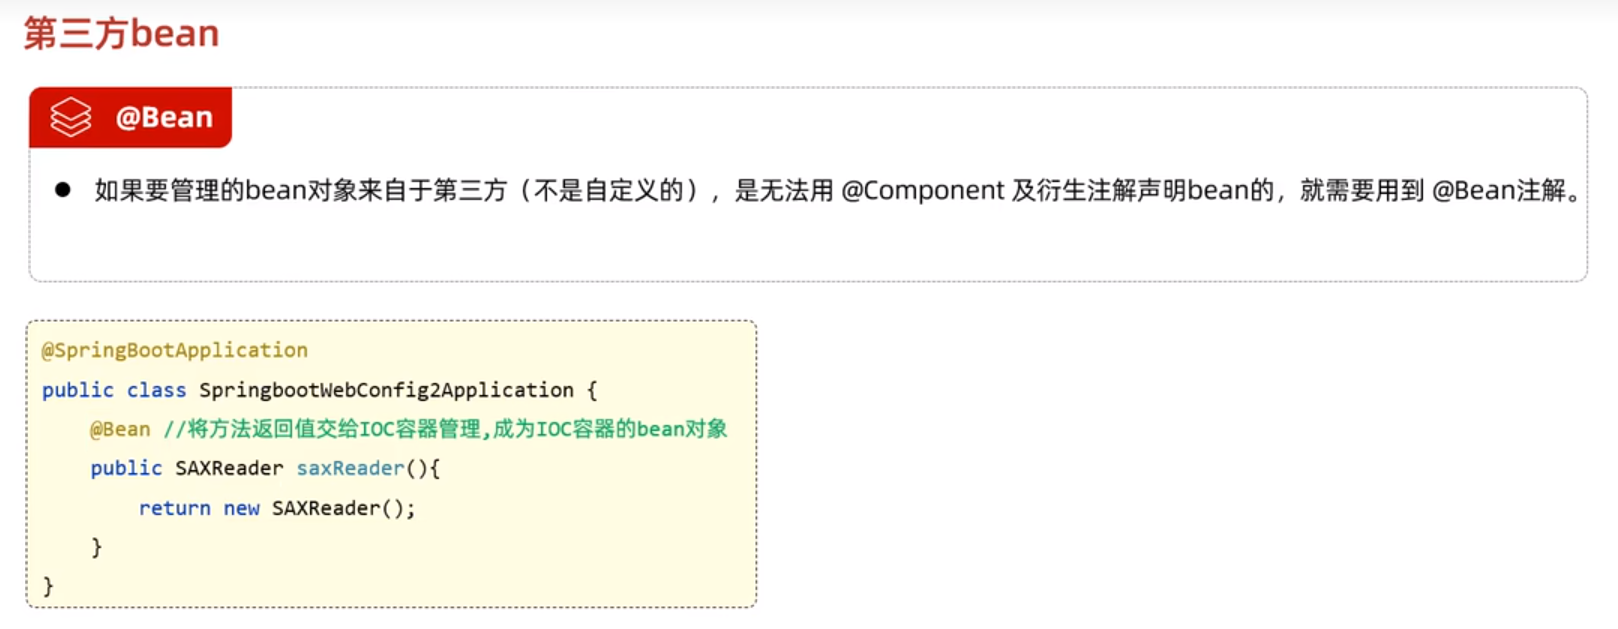 第三方bean
@Bean
● 如果要管理的bean对象来自于第三方（不是自定义的），是无法用 @Component 及衍生注解声明bean的，就需要用到 @Bean注解。
@SpringBootApplication
public class SpringbootWebConfig2Application {
@Bean //将方法返回值交给IOC容器管理,成为IOC容器的bean对象
public SAXReader saxReader(){
return new SAXReader();
}
}